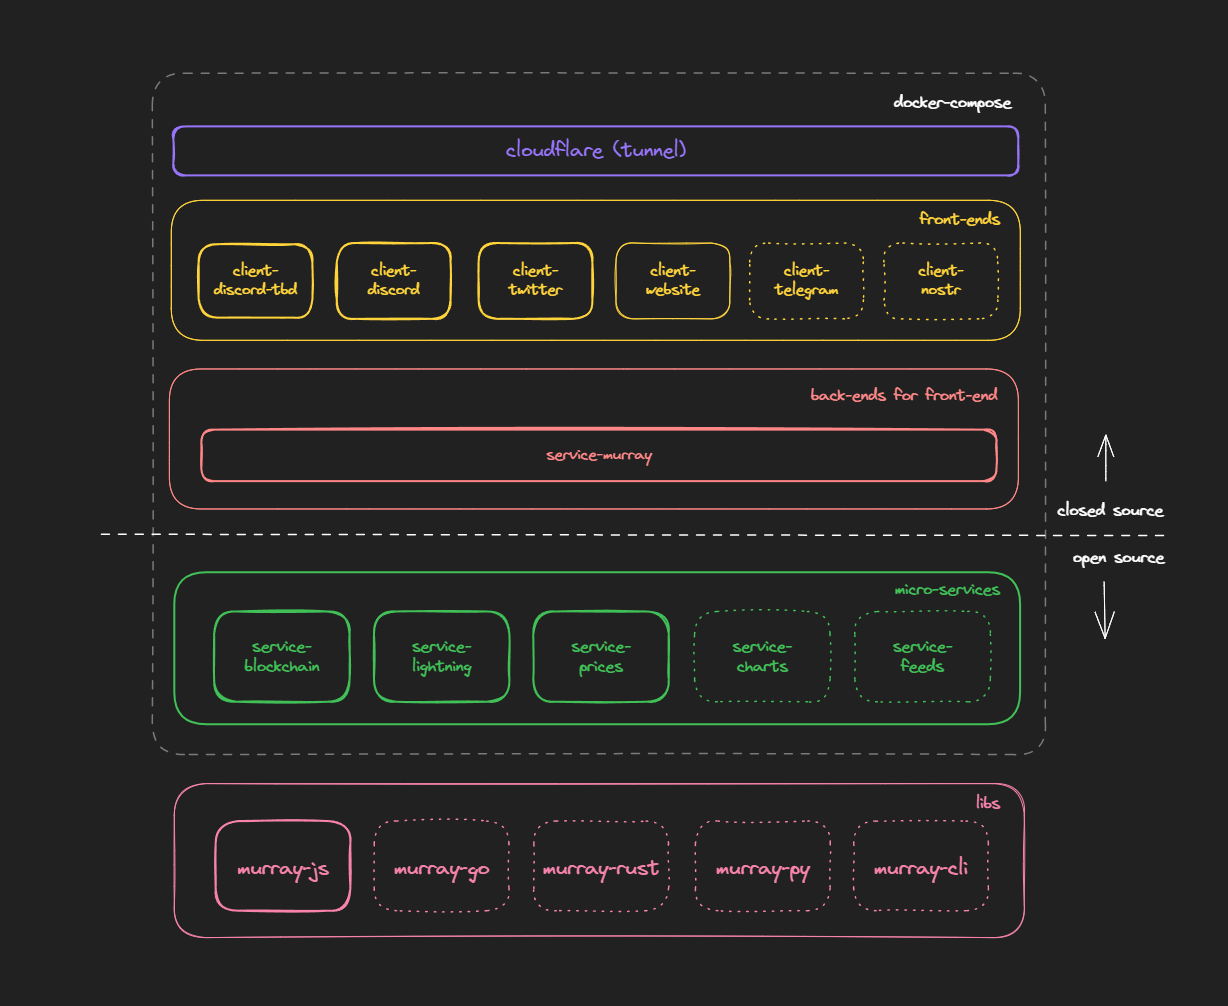 docker-compose
cloudflare (tunnel)
front-ends
client-
discord-tbd
client-
discord
client-
twitter
client-
website
client-
telegram
client-
nostr
back-ends for front-end
service-murray
closed source
open source
micro-services
service-
blockchain
service-
lightning
service-
prices
service-
charts
service-
feeds
libs
murray-js
murray-go
murray-rust
murray-py
murray-cli